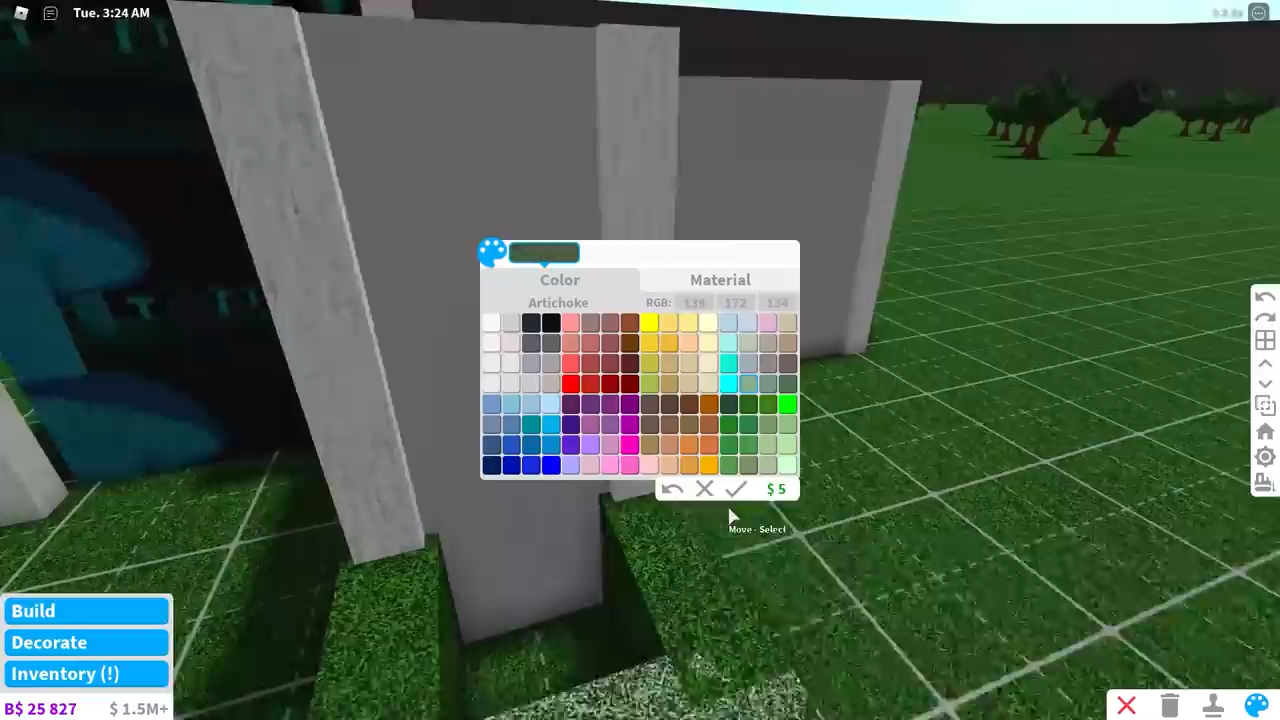 Tue. 3:24 AM
Color
Material
Artichoke
RGB: 139 172 134
$ 5
Move - Select
Build
Decorate
Inventory (!)
B$ 25 827
$ 1.5M+